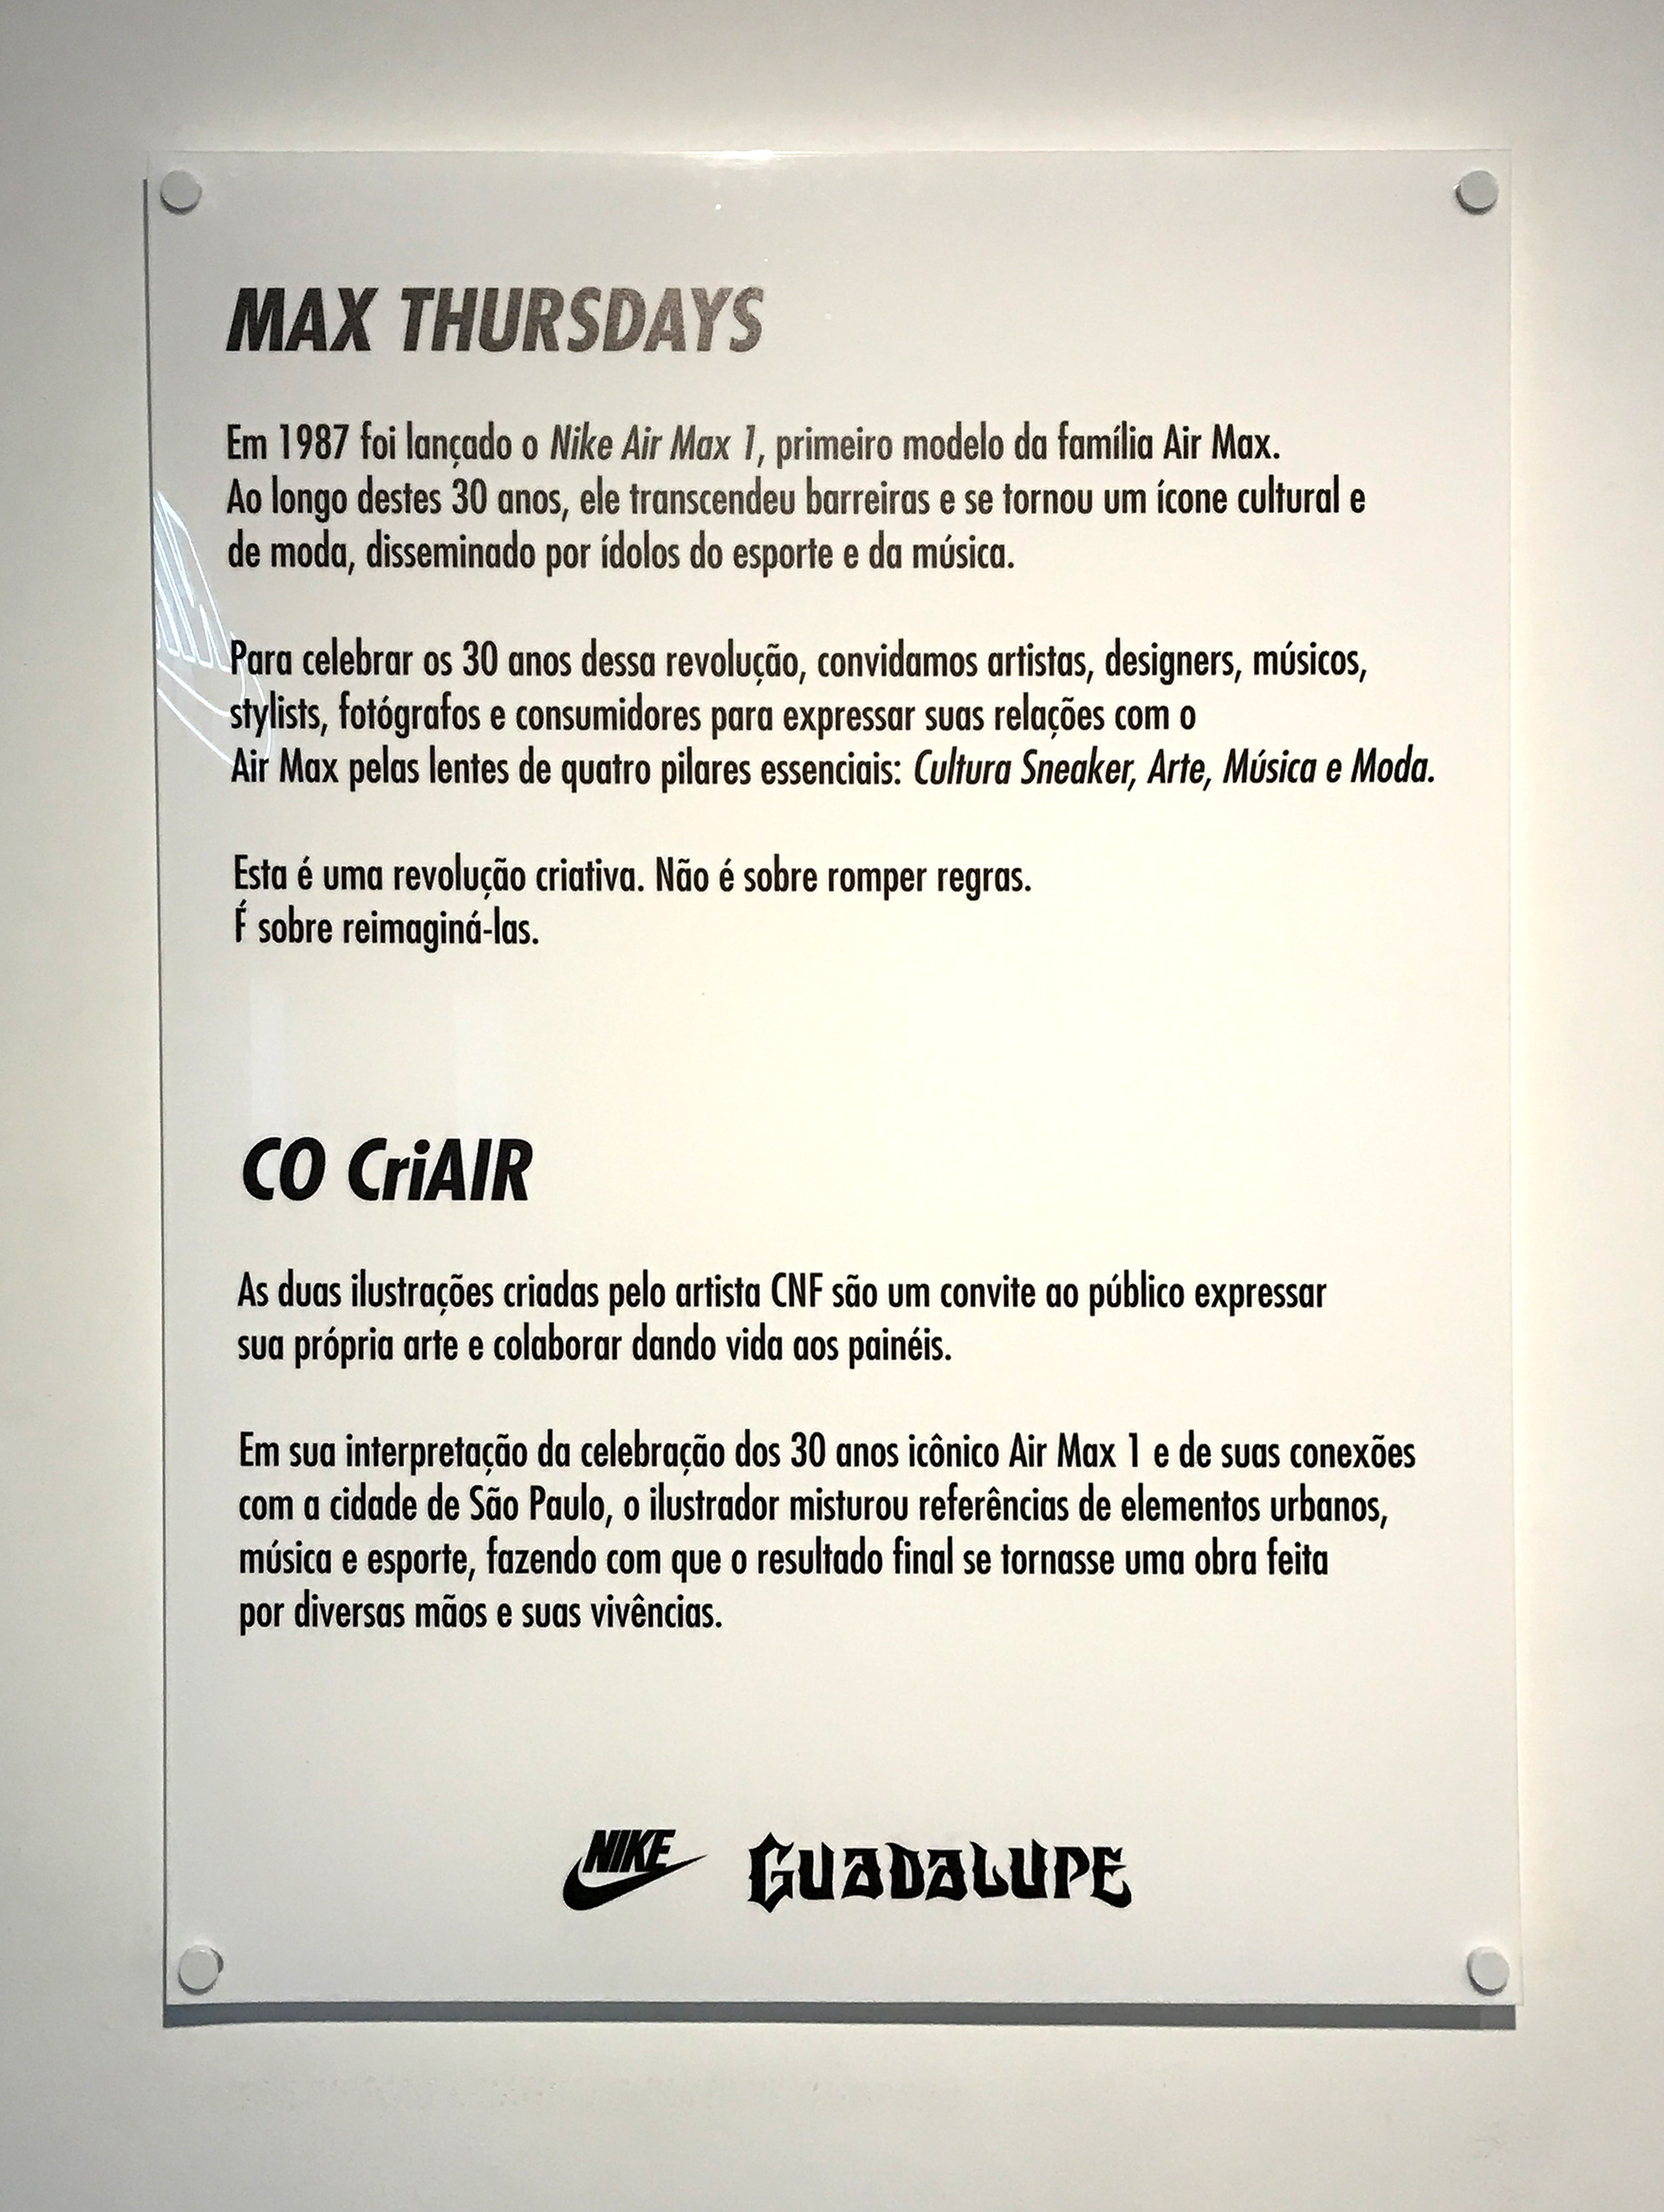 MAX THURSDAYS
Em 1987 foi lançado o Nike Air Max 1, primeiro modelo da família Air Max.
Ao longo destes 30 anos, ele transcendeu barreiras e se tornou um ícone cultural e
de moda, disseminado por ídolos do esporte e da música.
Para celebrar os 30 anos dessa revolução, convidamos artistas, designers, músicos,
stylists, fotógrafos e consumidores para expressar suas relações com o
Air Max pelas lentes de quatro pilares essenciais: Cultura Sneaker, Arte, Música e Moda.
Esta é uma revolução criativa. Não é sobre romper regras.
É sobre reimaginá-las.
CO CriAIR
As duas ilustrações criadas pelo artista CNF são um convite ao público expressar
sua própria arte e colaborar dando vida aos painéis.
Em sua interpretação da celebração dos 30 anos icônico Air Max 1 e de suas conexões
com a cidade de São Paulo, o ilustrador misturou referências de elementos urbanos,
música e esporte, fazendo com que o resultado final se tornasse uma obra feita
por diversas mãos e suas vivências.
NIKE GUADALUPE